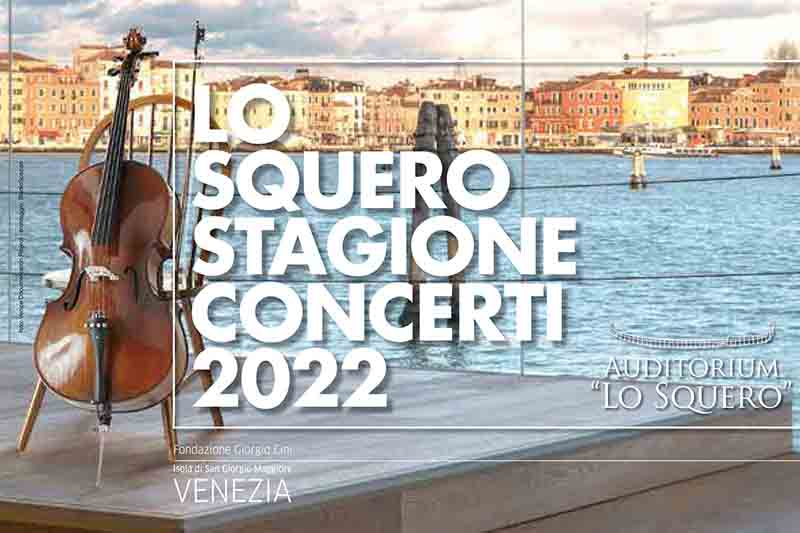 LO
SQUERO
STAGIONE
CONCERTI
2022
AUDITORIUM
“LO SQUERO”
Fondazione Giorgio Cini
Isola di San Giorgio Maggiore
VENEZIA